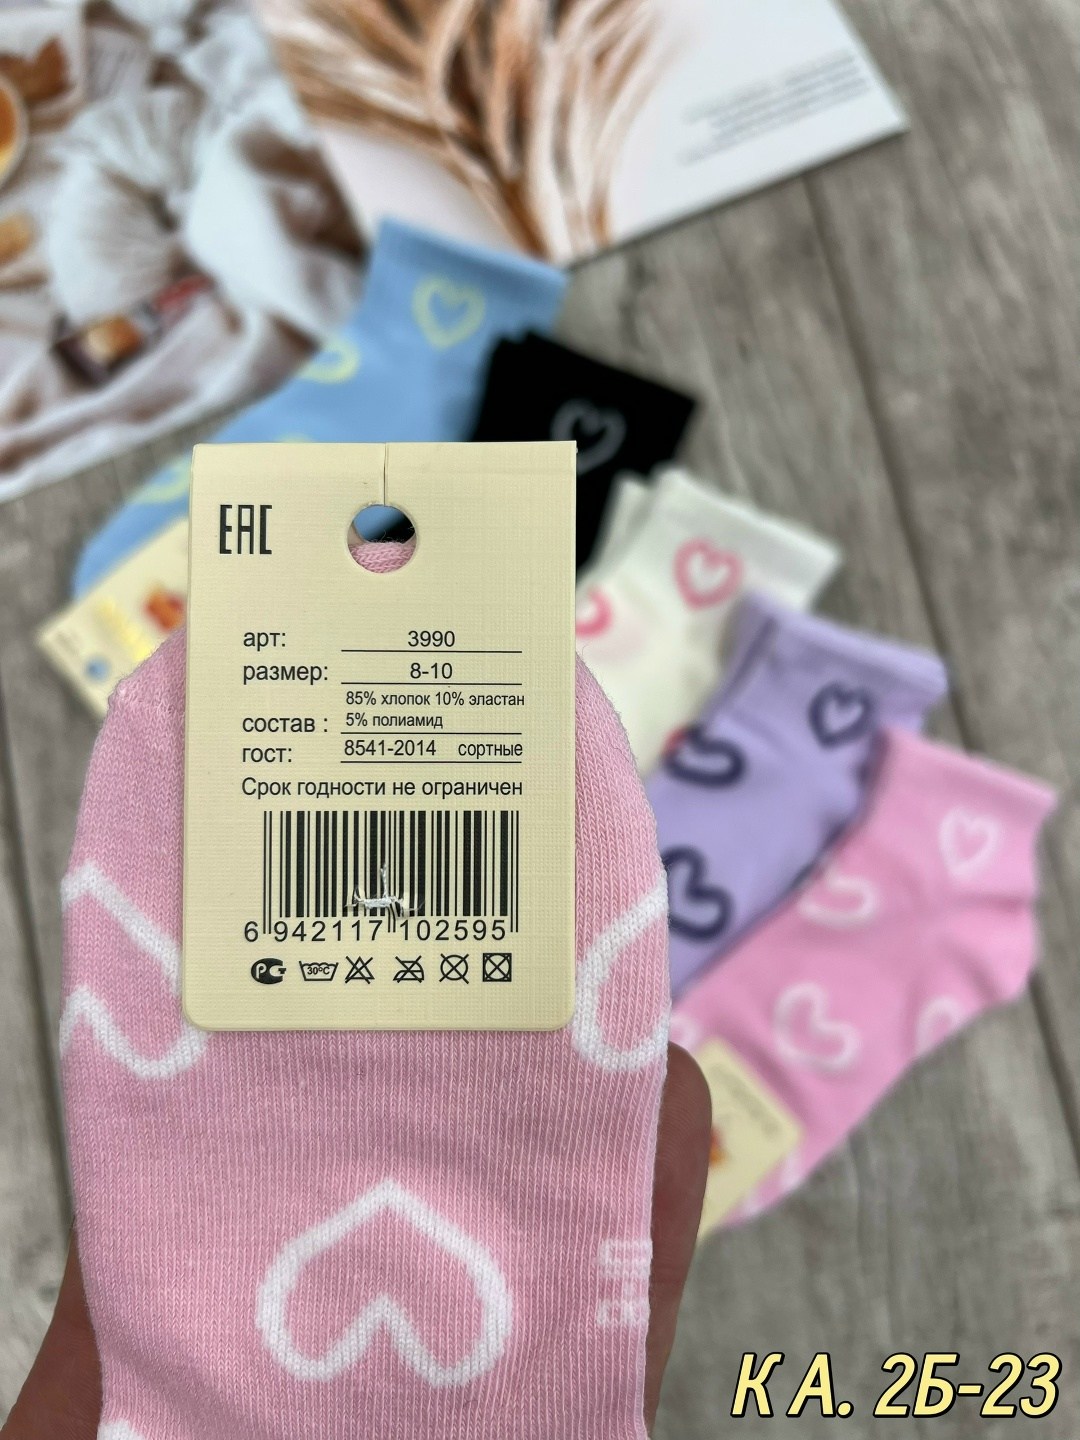 ЕАС
арт: 3990
размер: 8-10
85% хлопок 10% эластан
состав : 5% полиамид
гост: 8541-2014 сортные
Срок годности не ограничен
6 942117 102595
РС 30°C
К А. 2Б-23